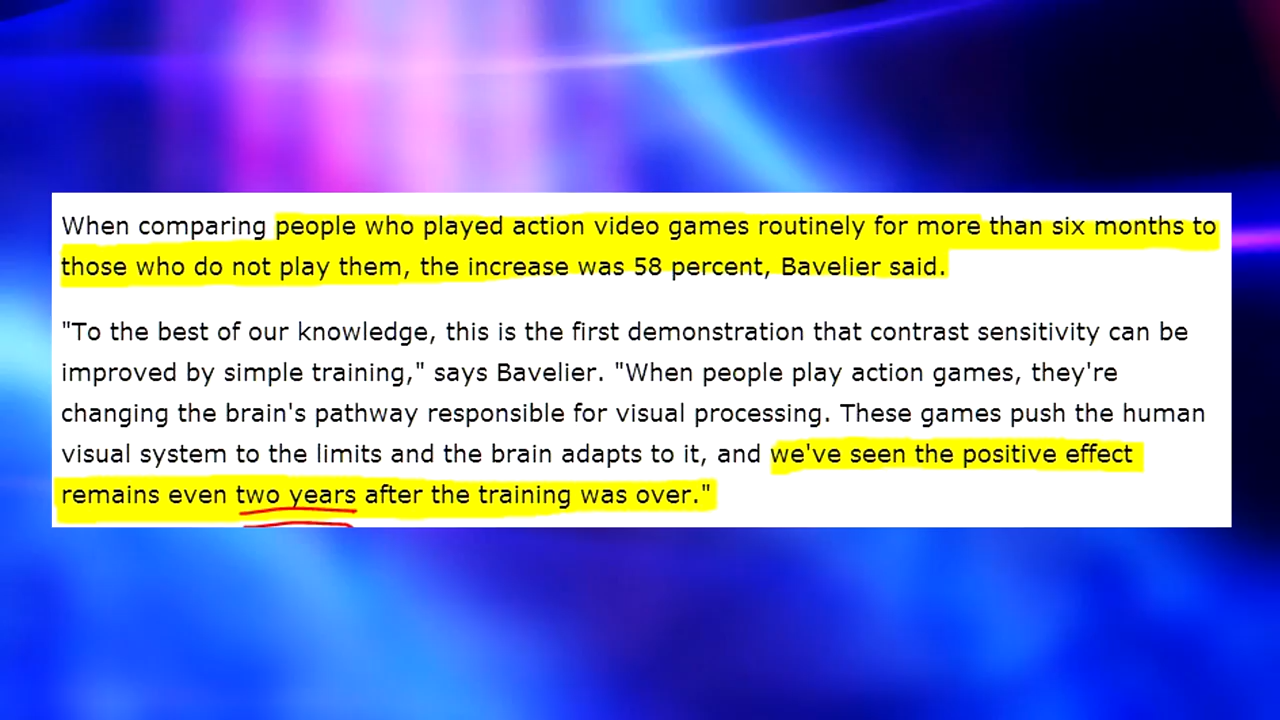 When comparing people who played action video games routinely for more than six months to
those who do not play them, the increase was 58 percent, Bavelier said.
"To the best of our knowledge, this is the first demonstration that contrast sensitivity can be
improved by simple training," says Bavelier. "When people play action games, they're
changing the brain's pathway responsible for visual processing. These games push the human
visual system to the limits and the brain adapts to it, and we've seen the positive effect
remains even two years after the training was over."